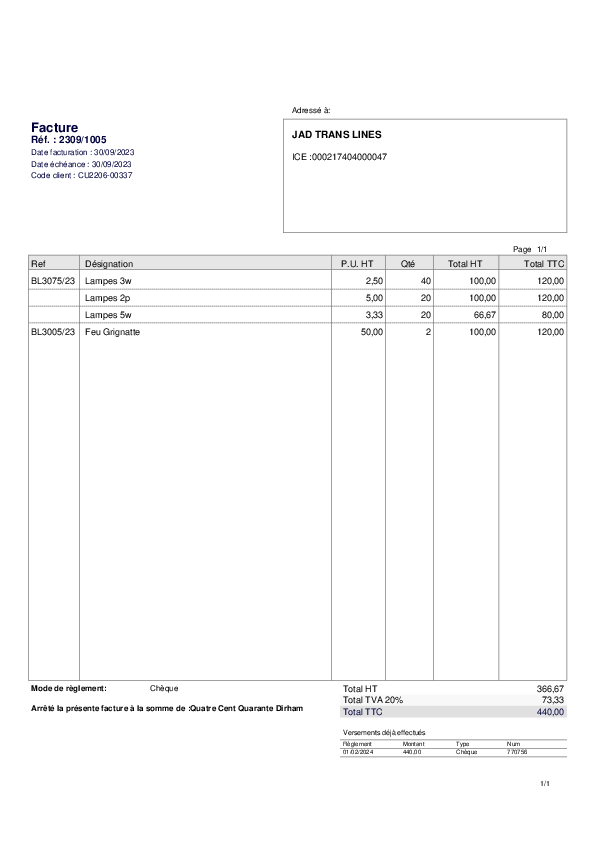 Adressé à:
Facture
Réf. : 2309/1005
Date facturation : 30/09/2023
Date échéance : 30/09/2023
Code client : CU2206-00337
JAD TRANS LINES
ICE :000217404000047
Page 1/1
Ref Désignation P.U. HT Qté Total HT Total TTC
BL3075/23 Lampes 3w 2,50 40 100,00 120,00
Lampes 2p 5,00 20 100,00 120,00
Lampes 5w 3,33 20 66,67 80,00
BL3005/23 Feu Grignatte 50,00 2 100,00 120,00
Mode de règlement: Chèque
Arrêté la présente facture à la somme de :Quatre Cent Quarante Dirham
Total HT 366,67
Total TVA 20% 73,33
Total TTC 440,00
Versements déjà effectués
Règlement Montant Type Num
01/02/2024 440,00 Chèque 770756
1/1